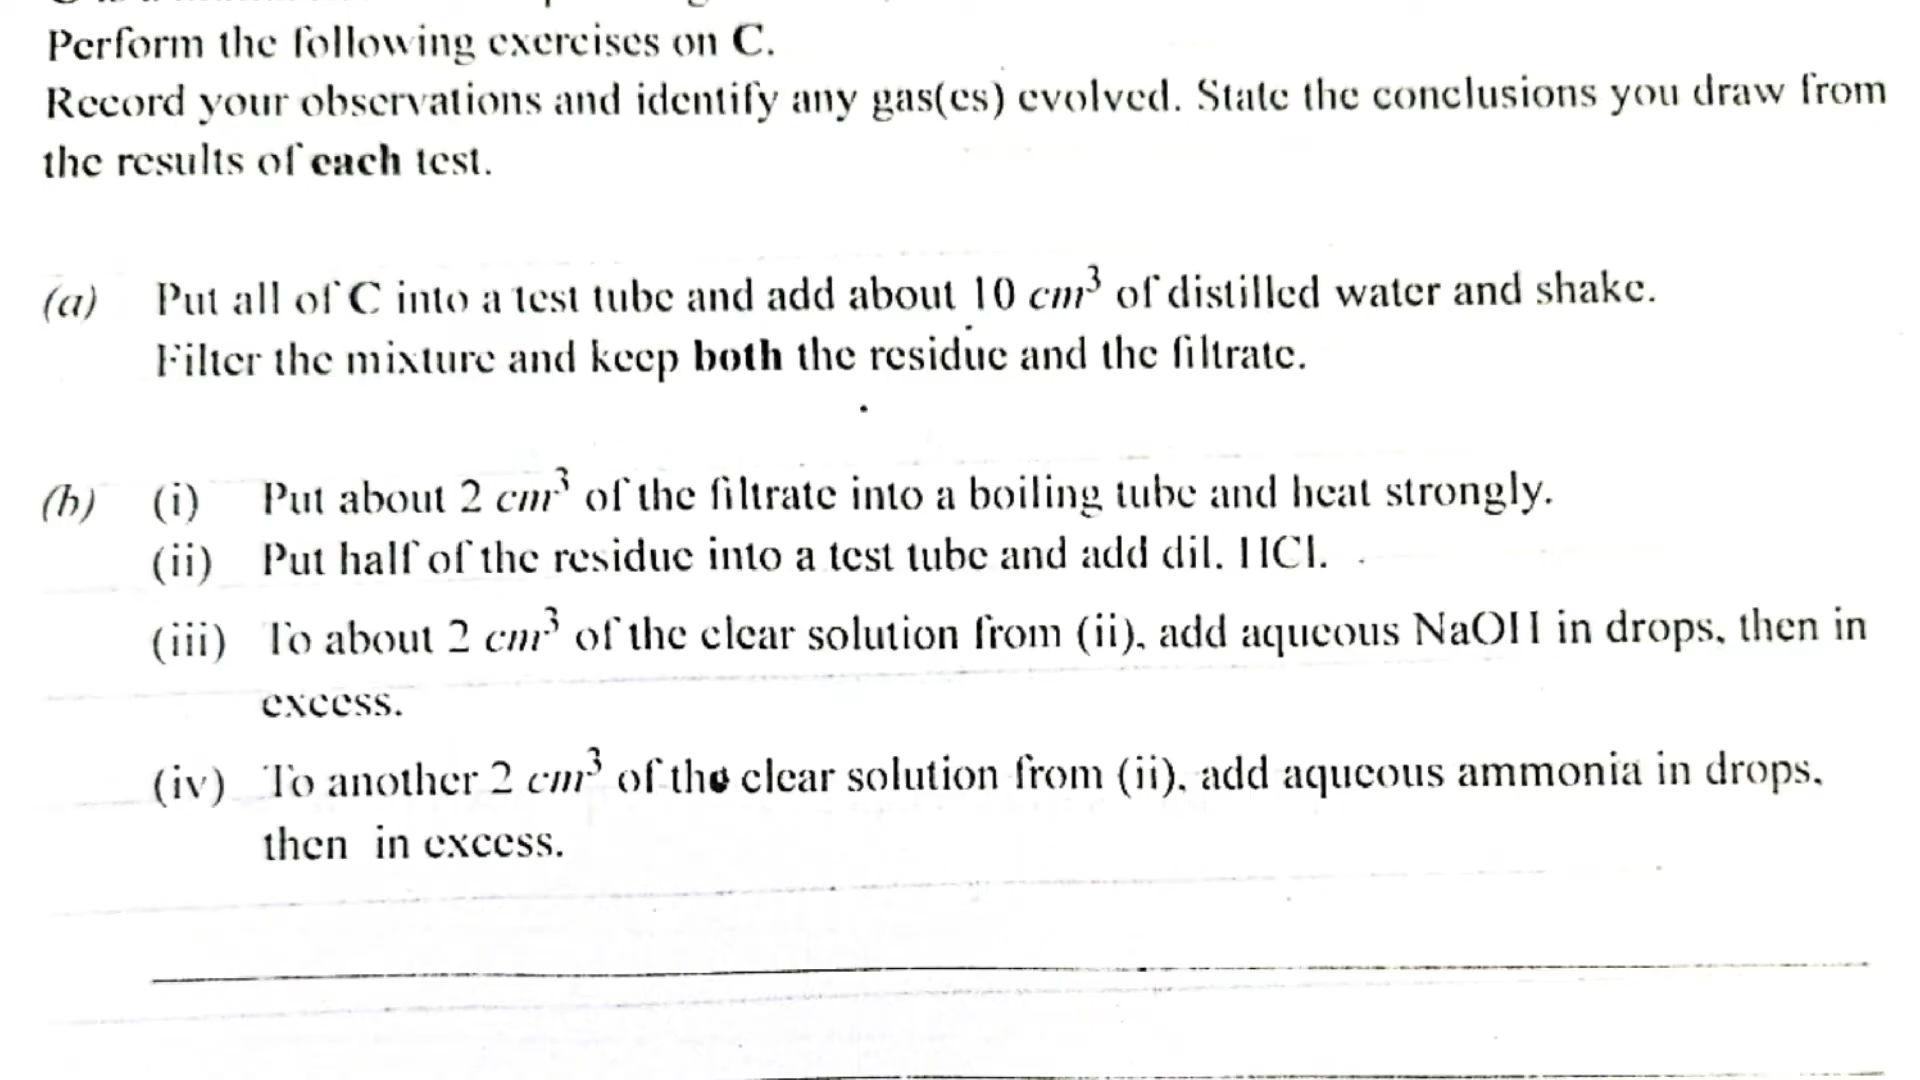 Perform the following exercises on C.
Record your observations and identify any gas(es) evolved. State the conclusions you draw from
the results of each test.
(a) Put all of C into a test tube and add about 10 cm³ of distilled water and shake.
Filter the mixture and keep both the residue and the filtrate.
(b) (i) Put about 2 cm³ of the filtrate into a boiling tube and heat strongly.
(ii) Put half of the residue into a test tube and add dil. HCl.
(iii) To about 2 cm³ of the clear solution from (ii), add aqueous NaOH in drops, then in
excess.
(iv) To another 2 cm³ of the clear solution from (ii), add aqueous ammonia in drops,
then in excess.